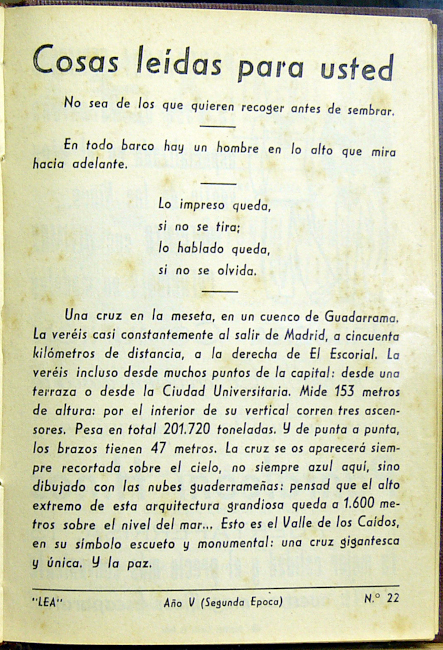 Cosas leídas para usted
No sea de los que quieren recoger antes de sembrar.
En todo barco hay un hombre en lo alto que mira
hacia adelante.
Lo impreso queda,
si no se tira;
lo hablado queda,
si no se olvida.
Una cruz en la meseta, en un cuenco de Guadarrama.
La veréis casi constantemente al salir de Madrid, a cincuenta
kilómetros de distancia, a la derecha de El Escorial. La
veréis incluso desde muchos puntos de la capital: desde una
terraza o desde la Ciudad Universitaria. Mide 153 metros
de altura: por el interior de su vertical corren tres ascen-
sores. Pesa en total 201.720 toneladas. Y de punta a punta,
los brazos tienen 47 metros. La cruz se os aparecerá siem-
pre recortada sobre el cielo, no siempre azul aquí, sino
dibujado con las nubes guaderrameñas: pensad que el alto
extremo de esta arquitectura grandiosa queda a 1.600 me-
tros sobre el nivel del mar... Esto es el Valle de los Caídos,
en su símbolo escueto y monumental: una cruz gigantesca
y única. Y la paz.
"LEA" Año V (Segunda Epoca) N.° 22